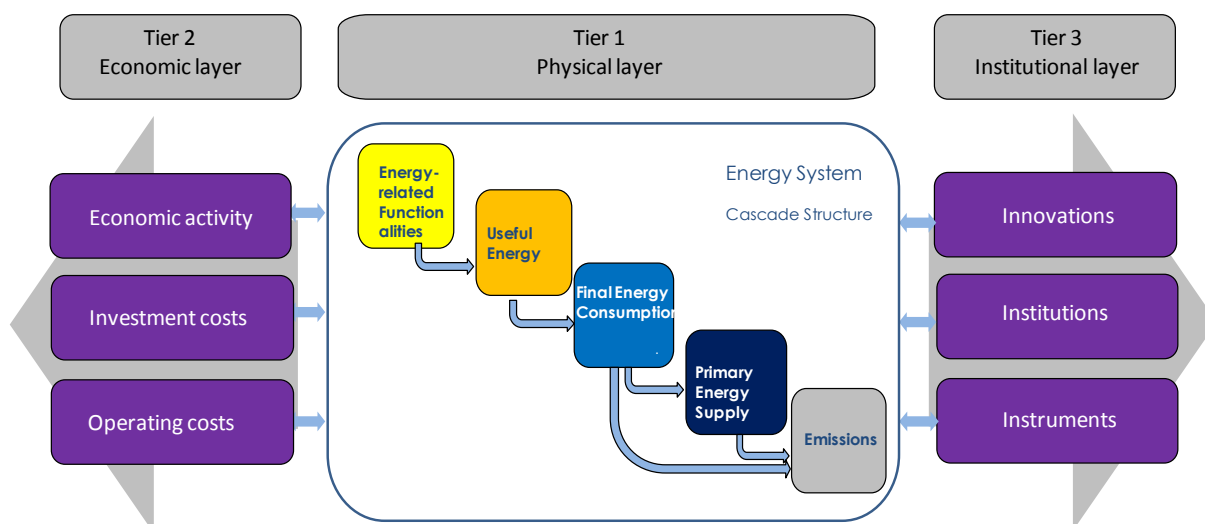 Tier 2
Economic layer
Tier 1
Physical layer
Tier 3
Institutional layer
Economic activity
Investment costs
Operating costs
Energy System
Cascade Structure
Energy-
related
Function
alities
Useful
Energy
Final Energy
Consumption
.
Primary
Energy
Supply
Emissions
Innovations
Institutions
Instruments